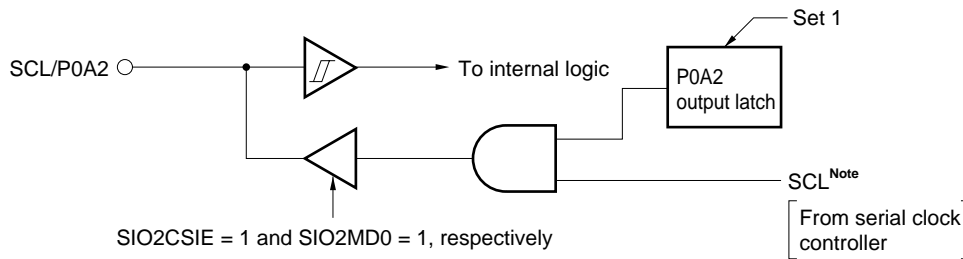 Set 1
SCL/P0A2
To internal logic
P0A2
output latch
SCL Note
From serial clock
controller
SIO2CSIE = 1 and SIO2MD0 = 1, respectively